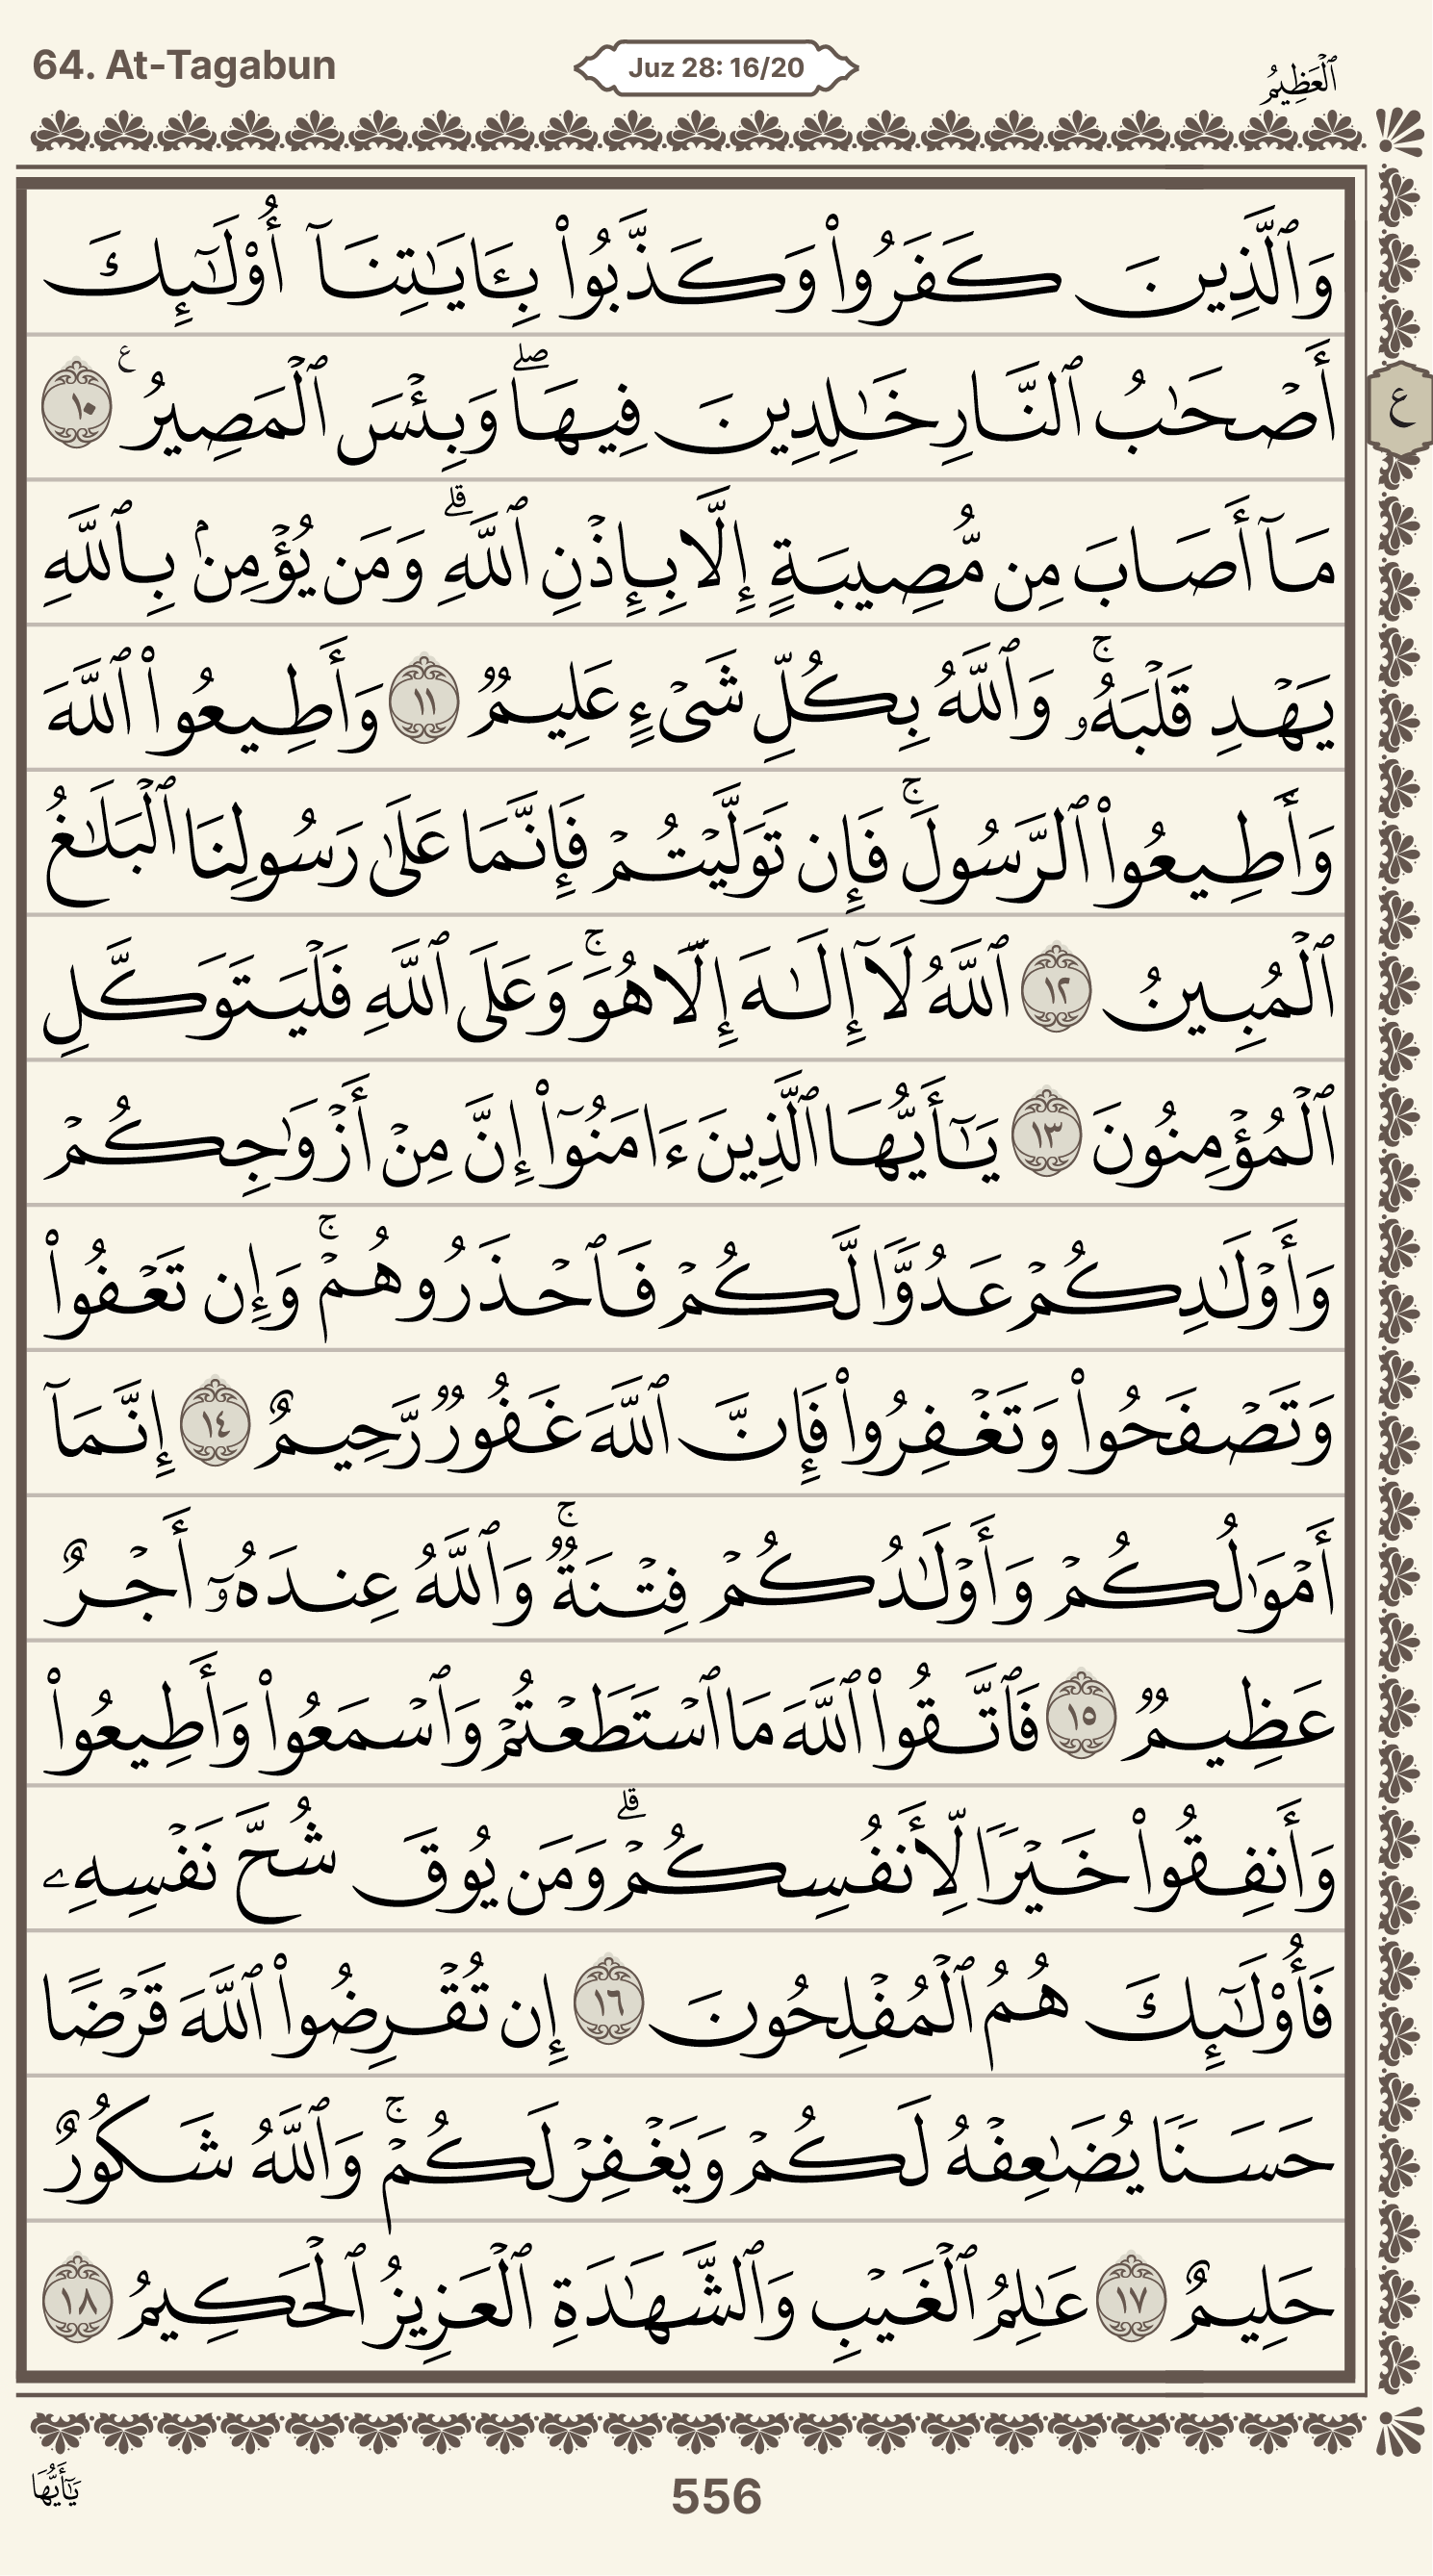 64. At-Tagabun
Juz 28: 16/20
ٱلۡعَظِيمُ
وَٱلَّذِينَ كَفَرُواْ وَكَذَّبُواْ بِـَٔايَٰتِنَآ أُوْلَٰٓئِكَ
أَصۡحَٰبُ ٱلنَّارِ خَٰلِدِينَ فِيهَاۖ وَبِئۡسَ ٱلۡمَصِيرُ ١٠ ع
ع
مَآ أَصَابَ مِن مُّصِيبَةٍ إِلَّا بِإِذۡنِ ٱللَّهِۗ وَمَن يُؤۡمِنۢ بِٱللَّهِ
يَهۡدِ قَلۡبَهُۥۚ وَٱللَّهُ بِكُلِّ شَيۡءٍ عَلِيمٞ ١١ وَأَطِيعُواْ ٱللَّهَ
وَأَطِيعُواْ ٱلرَّسُولَۚ فَإِن تَوَلَّيۡتُمۡ فَإِنَّمَا عَلَىٰ رَسُولِنَا ٱلۡبَلَٰغُ
ٱلۡمُبِينُ ١٢ ٱللَّهُ لَآ إِلَٰهَ إِلَّا هُوَۚ وَعَلَى ٱللَّهِ فَلۡيَتَوَكَّلِ
ٱلۡمُؤۡمِنُونَ ١٣ يَٰٓأَيُّهَا ٱلَّذِينَ ءَامَنُوٓاْ إِنَّ مِنۡ أَزۡوَٰجِكُمۡ
وَأَوۡلَٰدِكُمۡ عَدُوّٗا لَّكُمۡ فَٱحۡذَرُوهُمۡۚ وَإِن تَعۡفُواْ
وَتَصۡفَحُواْ وَتَغۡفِرُواْ فَإِنَّ ٱللَّهَ غَفُورٞ رَّحِيمٌ ١٤ إِنَّمَآ
أَمۡوَٰلُكُمۡ وَأَوۡلَٰدُكُمۡ فِتۡنَةٞۚ وَٱللَّهُ عِندَهُۥٓ أَجۡرٌ
عَظِيمٞ ١٥ فَٱتَّقُواْ ٱللَّهَ مَا ٱسۡتَطَعۡتُمۡ وَٱسۡمَعُواْ وَأَطِيعُواْ
وَأَنفِقُواْ خَيۡرٗا لِّأَنفُسِكُمۡۗ وَمَن يُوقَ شُحَّ نَفۡسِهِۦ
فَأُوْلَٰٓئِكَ هُمُ ٱلۡمُفۡلِحُونَ ١٦ إِن تُقۡرِضُواْ ٱللَّهَ قَرۡضًا
حَسَنٗا يُضَٰعِفۡهُ لَكُمۡ وَيَغۡفِرۡ لَكُمۡۚ وَٱللَّهُ شَكُورٌ
حَلِيمٌ ١٧ عَٰلِمُ ٱلۡغَيۡبِ وَٱلشَّهَٰدَةِ ٱلۡعَزِيزُ ٱلۡحَكِيمُ ١٨
يَٰٓأَيُّهَا
556